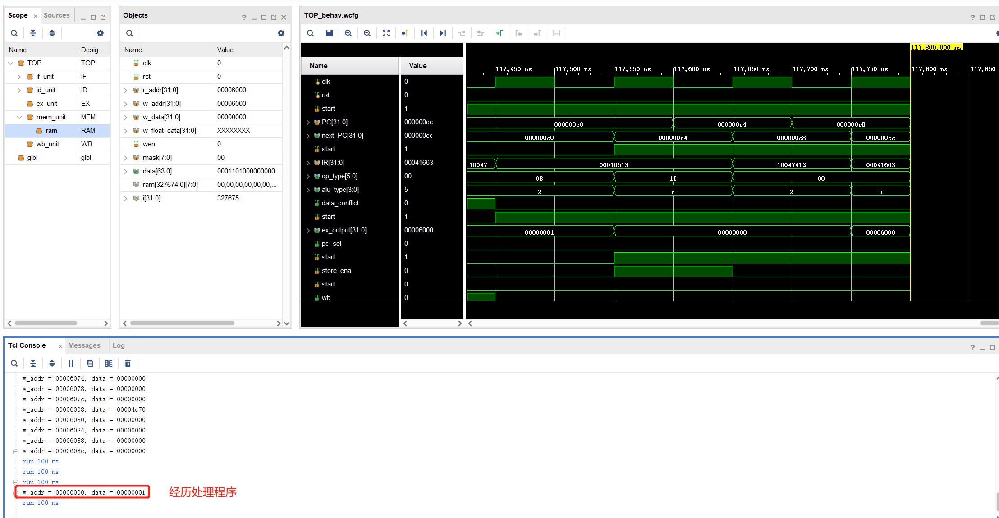 Scope
Sources
Name Desig...
TOP TOP
if_unit IF
id_unit ID
ex_unit EX
mem_unit MEM
ram RAM
wb_unit WB
glbl glbl
Objects
Name Value
clk 0
rst 0
r_addr[31:0] 00006000
w_addr[31:0] 00006000
w_data[31:0] 00000000
w_float_data[31:0] XXXXXXXX
wen 0
mask[7:0] 00
data[63:0] 0001101000000000
ram[327674:0][7:0] 00,00,00,00,00,00,...
i[31:0] 327675
TOP_behav.wcfg
117,800.000 ns
Name Value
117,450 ns 117,500 ns 117,550 ns 117,600 ns 117,650 ns 117,700 ns 117,750 ns 117,800 ns 117,850
clk 0
rst 0
start 1
PC[31:0] 000000cc 000000c0 000000c4 000000c8
next_PC[31:0] 000000cc 000000c0 000000c4 000000c8 000000cc
start 1
IR[31:0] 00041663 10047 00010513 10047413 00041663
op_type[5:0] 00 08 1f 00
alu_type[3:0] 5 2 d 2 5
data_conflict 0
start 1
ex_output[31:0] 00006000 00000001 00000000 00006000
pc_sel 0
start 1
store_ena 0
start 0
wb 0
Tcl Console
Messages
Log
w_addr = 00006074, data = 00000000
w_addr = 00006078, data = 00000000
w_addr = 0000607c, data = 00000000
w_addr = 00006008, data = 00004c70
w_addr = 00006080, data = 00000000
w_addr = 00006084, data = 00000000
w_addr = 00006088, data = 00000000
w_addr = 0000608c, data = 00000000
run 100 ns
run 100 ns
run 100 ns
w_addr = 00000000, data = 00000001 经历处理程序
run 100 ns